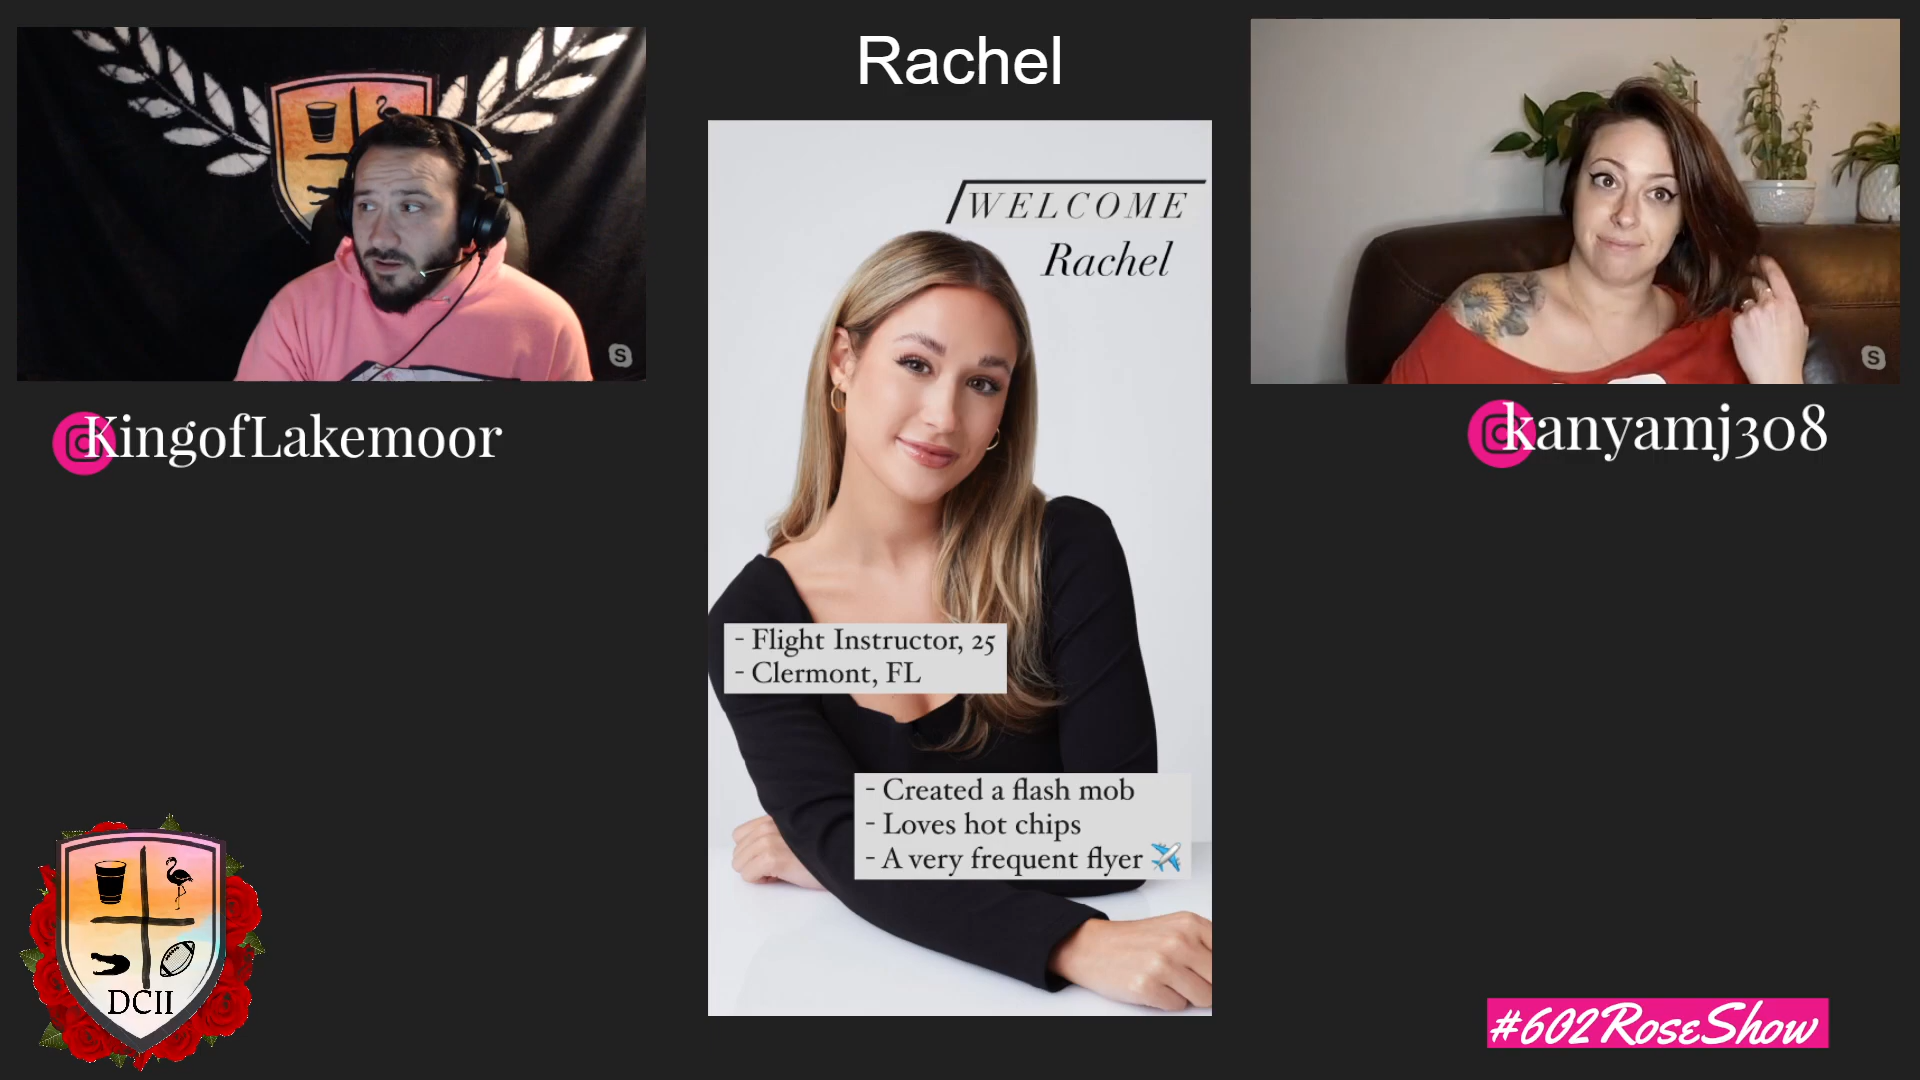 Rachel
WELCOME
Rachel
KingofLakemoor
kanyamj308
- Flight Instructor, 25
- Clermont, FL
- Created a flash mob
- Loves hot chips
- A very frequent flyer ✈️
DCII
#602RoseShow
S
S